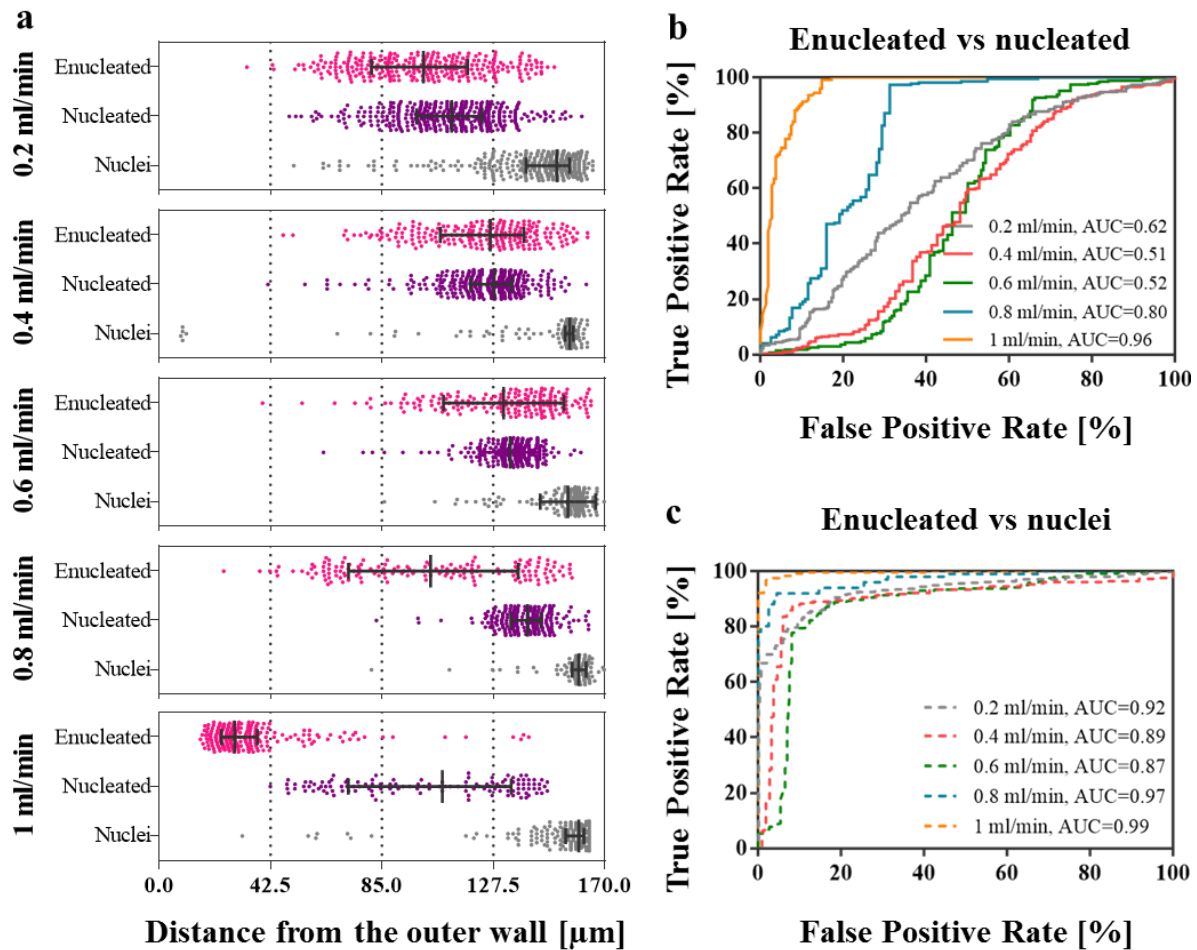 a
0.2 ml/min
Enucleated
Nucleated
Nuclei
0.4 ml/min
Enucleated
Nucleated
Nuclei
0.6 ml/min
Enucleated
Nucleated
Nuclei
0.8 ml/min
Enucleated
Nucleated
Nuclei
1 ml/min
Enucleated
Nucleated
Nuclei
0.0 42.5 85.0 127.5 170.0
Distance from the outer wall [µm]
b
Enucleated vs nucleated
True Positive Rate [%]
100
80
60
40
20
0
0.2 ml/min, AUC=0.62
0.4 ml/min, AUC=0.51
0.6 ml/min, AUC=0.52
0.8 ml/min, AUC=0.80
1 ml/min, AUC=0.96
0 20 40 60 80 100
False Positive Rate [%]
c
Enucleated vs nuclei
True Positive Rate [%]
100
80
60
40
20
0
0.2 ml/min, AUC=0.92
0.4 ml/min, AUC=0.89
0.6 ml/min, AUC=0.87
0.8 ml/min, AUC=0.97
1 ml/min, AUC=0.99
0 20 40 60 80 100
False Positive Rate [%]